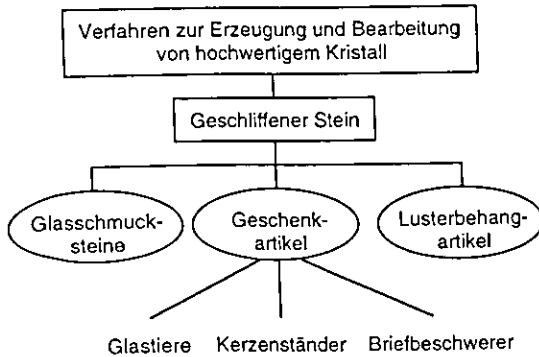 Verfahren zur Erzeugung und Bearbeitung
von hochwertigem Kristall
Geschliffener Stein
Glasschmuck-
steine
Geschenk-
artikel
Lusterbehang-
artikel
Glastiere Kerzenständer Briefbeschwerer